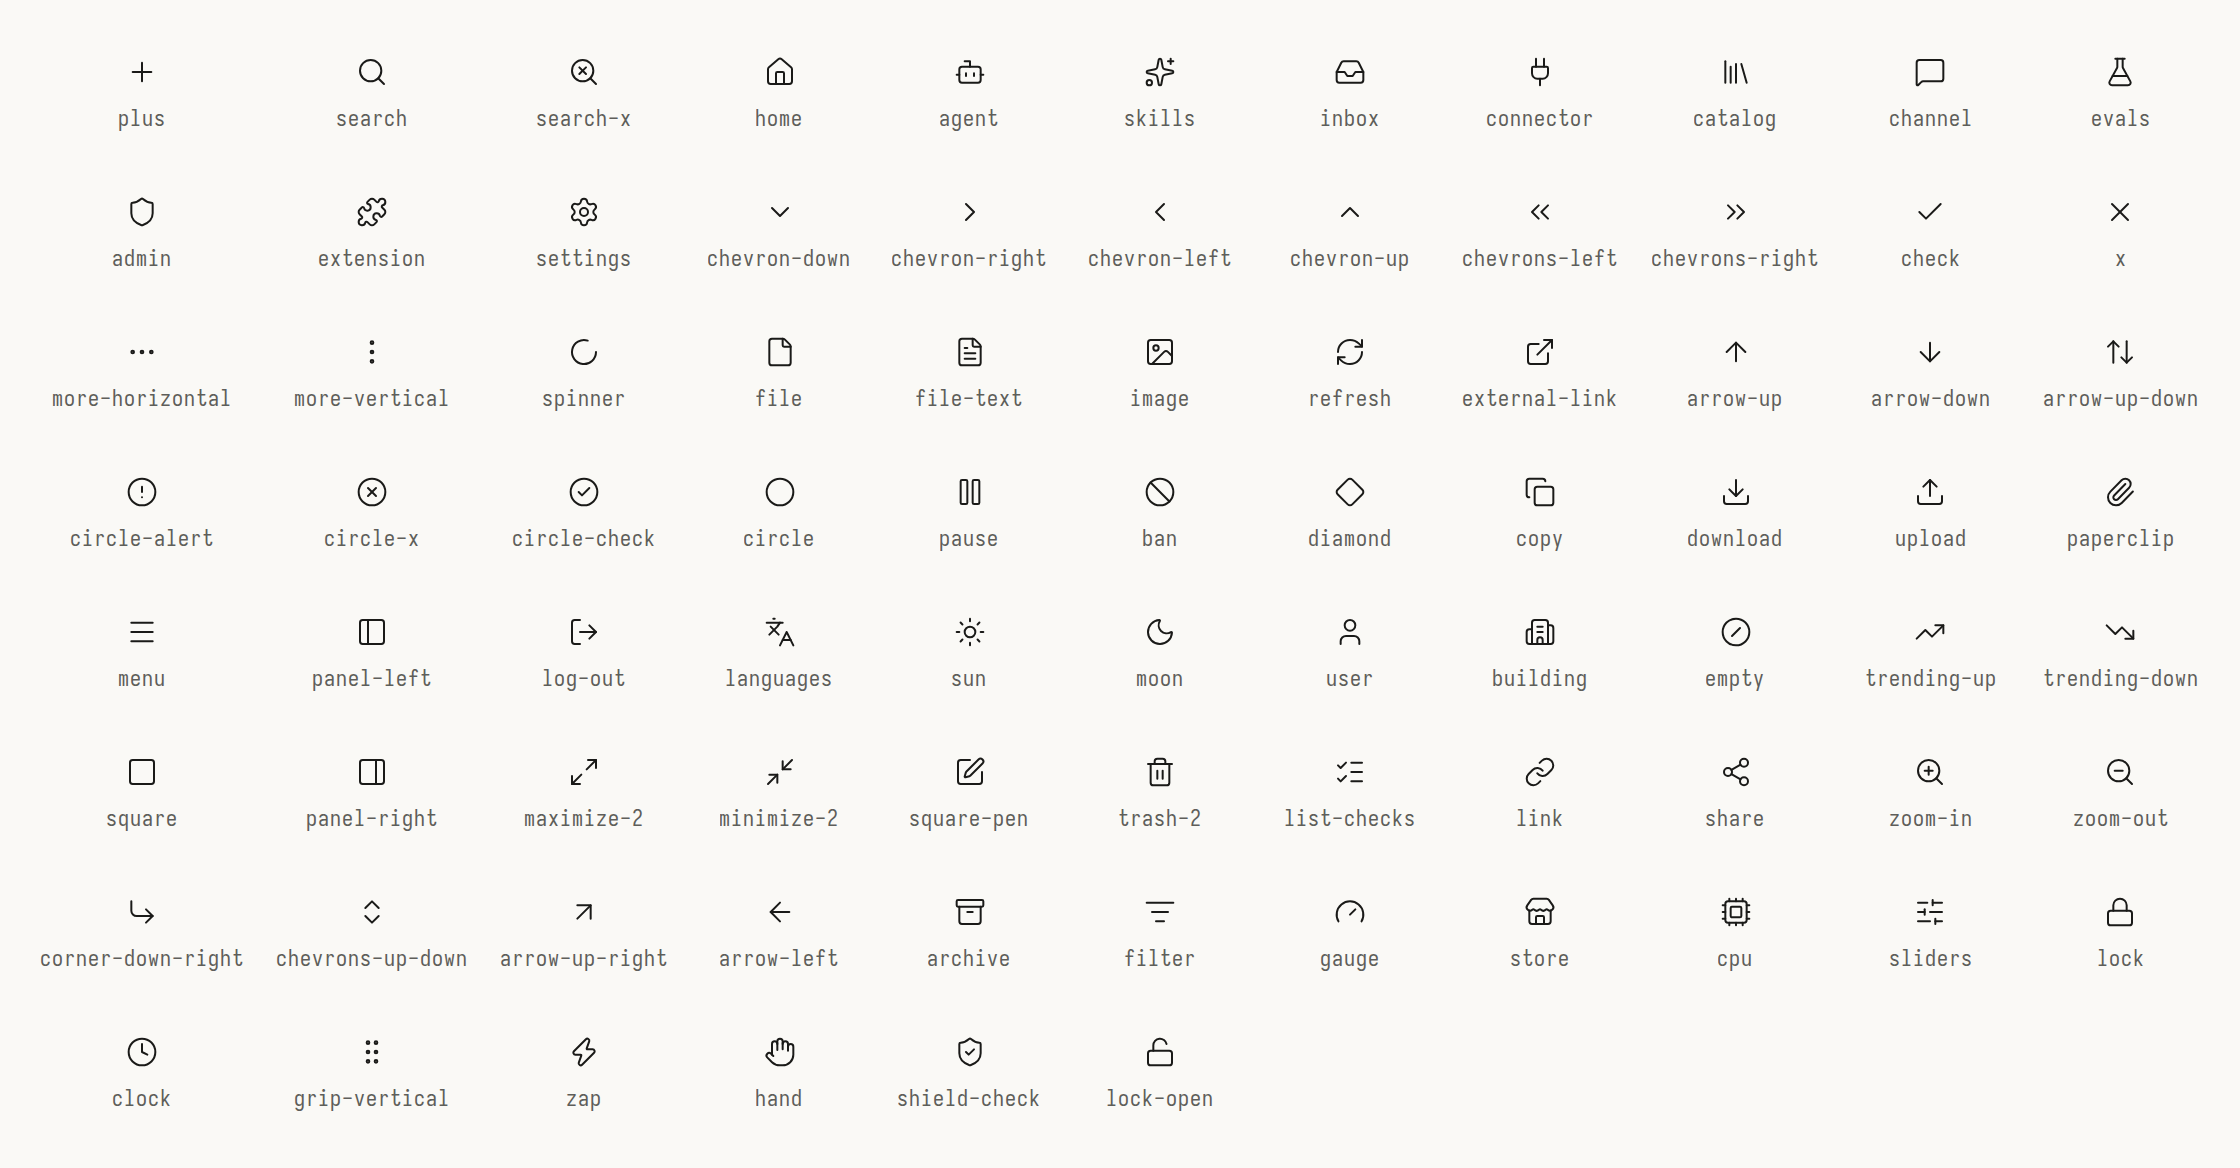 plus search search-x home agent skills inbox connector catalog channel evals
admin extension settings chevron-down chevron-right chevron-left chevron-up chevrons-left chevrons-right check x
more-horizontal more-vertical spinner file file-text image refresh external-link arrow-up arrow-down arrow-up-down
circle-alert circle-x circle-check circle pause ban diamond copy download upload paperclip
menu panel-left log-out languages sun moon user building empty trending-up trending-down
square panel-right maximize-2 minimize-2 square-pen trash-2 list-checks link share zoom-in zoom-out
corner-down-right chevrons-up-down arrow-up-right arrow-left archive filter gauge store cpu sliders lock
clock grip-vertical zap hand shield-check lock-open